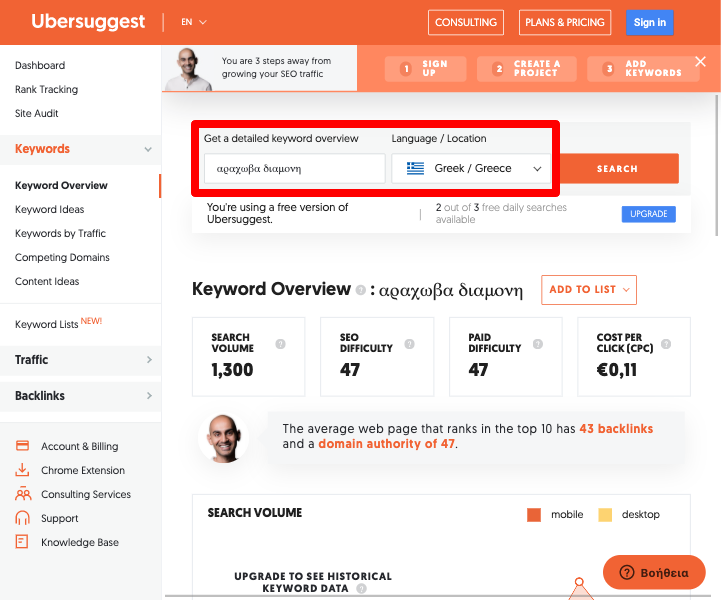 Ubersuggest
EN
CONSULTING
PLANS & PRICING
Sign in
Dashboard
Rank Tracking
Site Audit
Keywords
Keyword Overview
Keyword Ideas
Keywords by Traffic
Competing Domains
Content Ideas
Keyword Lists NEW!
Traffic
Backlinks
Account & Billing
Chrome Extension
Consulting Services
Support
Knowledge Base
You are 3 steps away from
growing your SEO traffic
1 SIGN UP
2 CREATE A PROJECT
3 ADD KEYWORDS
Get a detailed keyword overview
Language / Location
αραχωβα διαμονη
Greek / Greece
SEARCH
You're using a free version of
Ubersuggest.
2 out of 3 free daily searches
available
UPGRADE
Keyword Overview ? : αραχωβα διαμονη
ADD TO LIST
SEARCH
VOLUME ?
1,300
SEO
DIFFICULTY ?
47
PAID
DIFFICULTY ?
47
COST PER
CLICK (CPC) ?
€0,11
The average web page that ranks in the top 10 has 43 backlinks
and a domain authority of 47.
SEARCH VOLUME
mobile
desktop
UPGRADE TO SEE HISTORICAL
KEYWORD DATA ?
? Βοήθεια